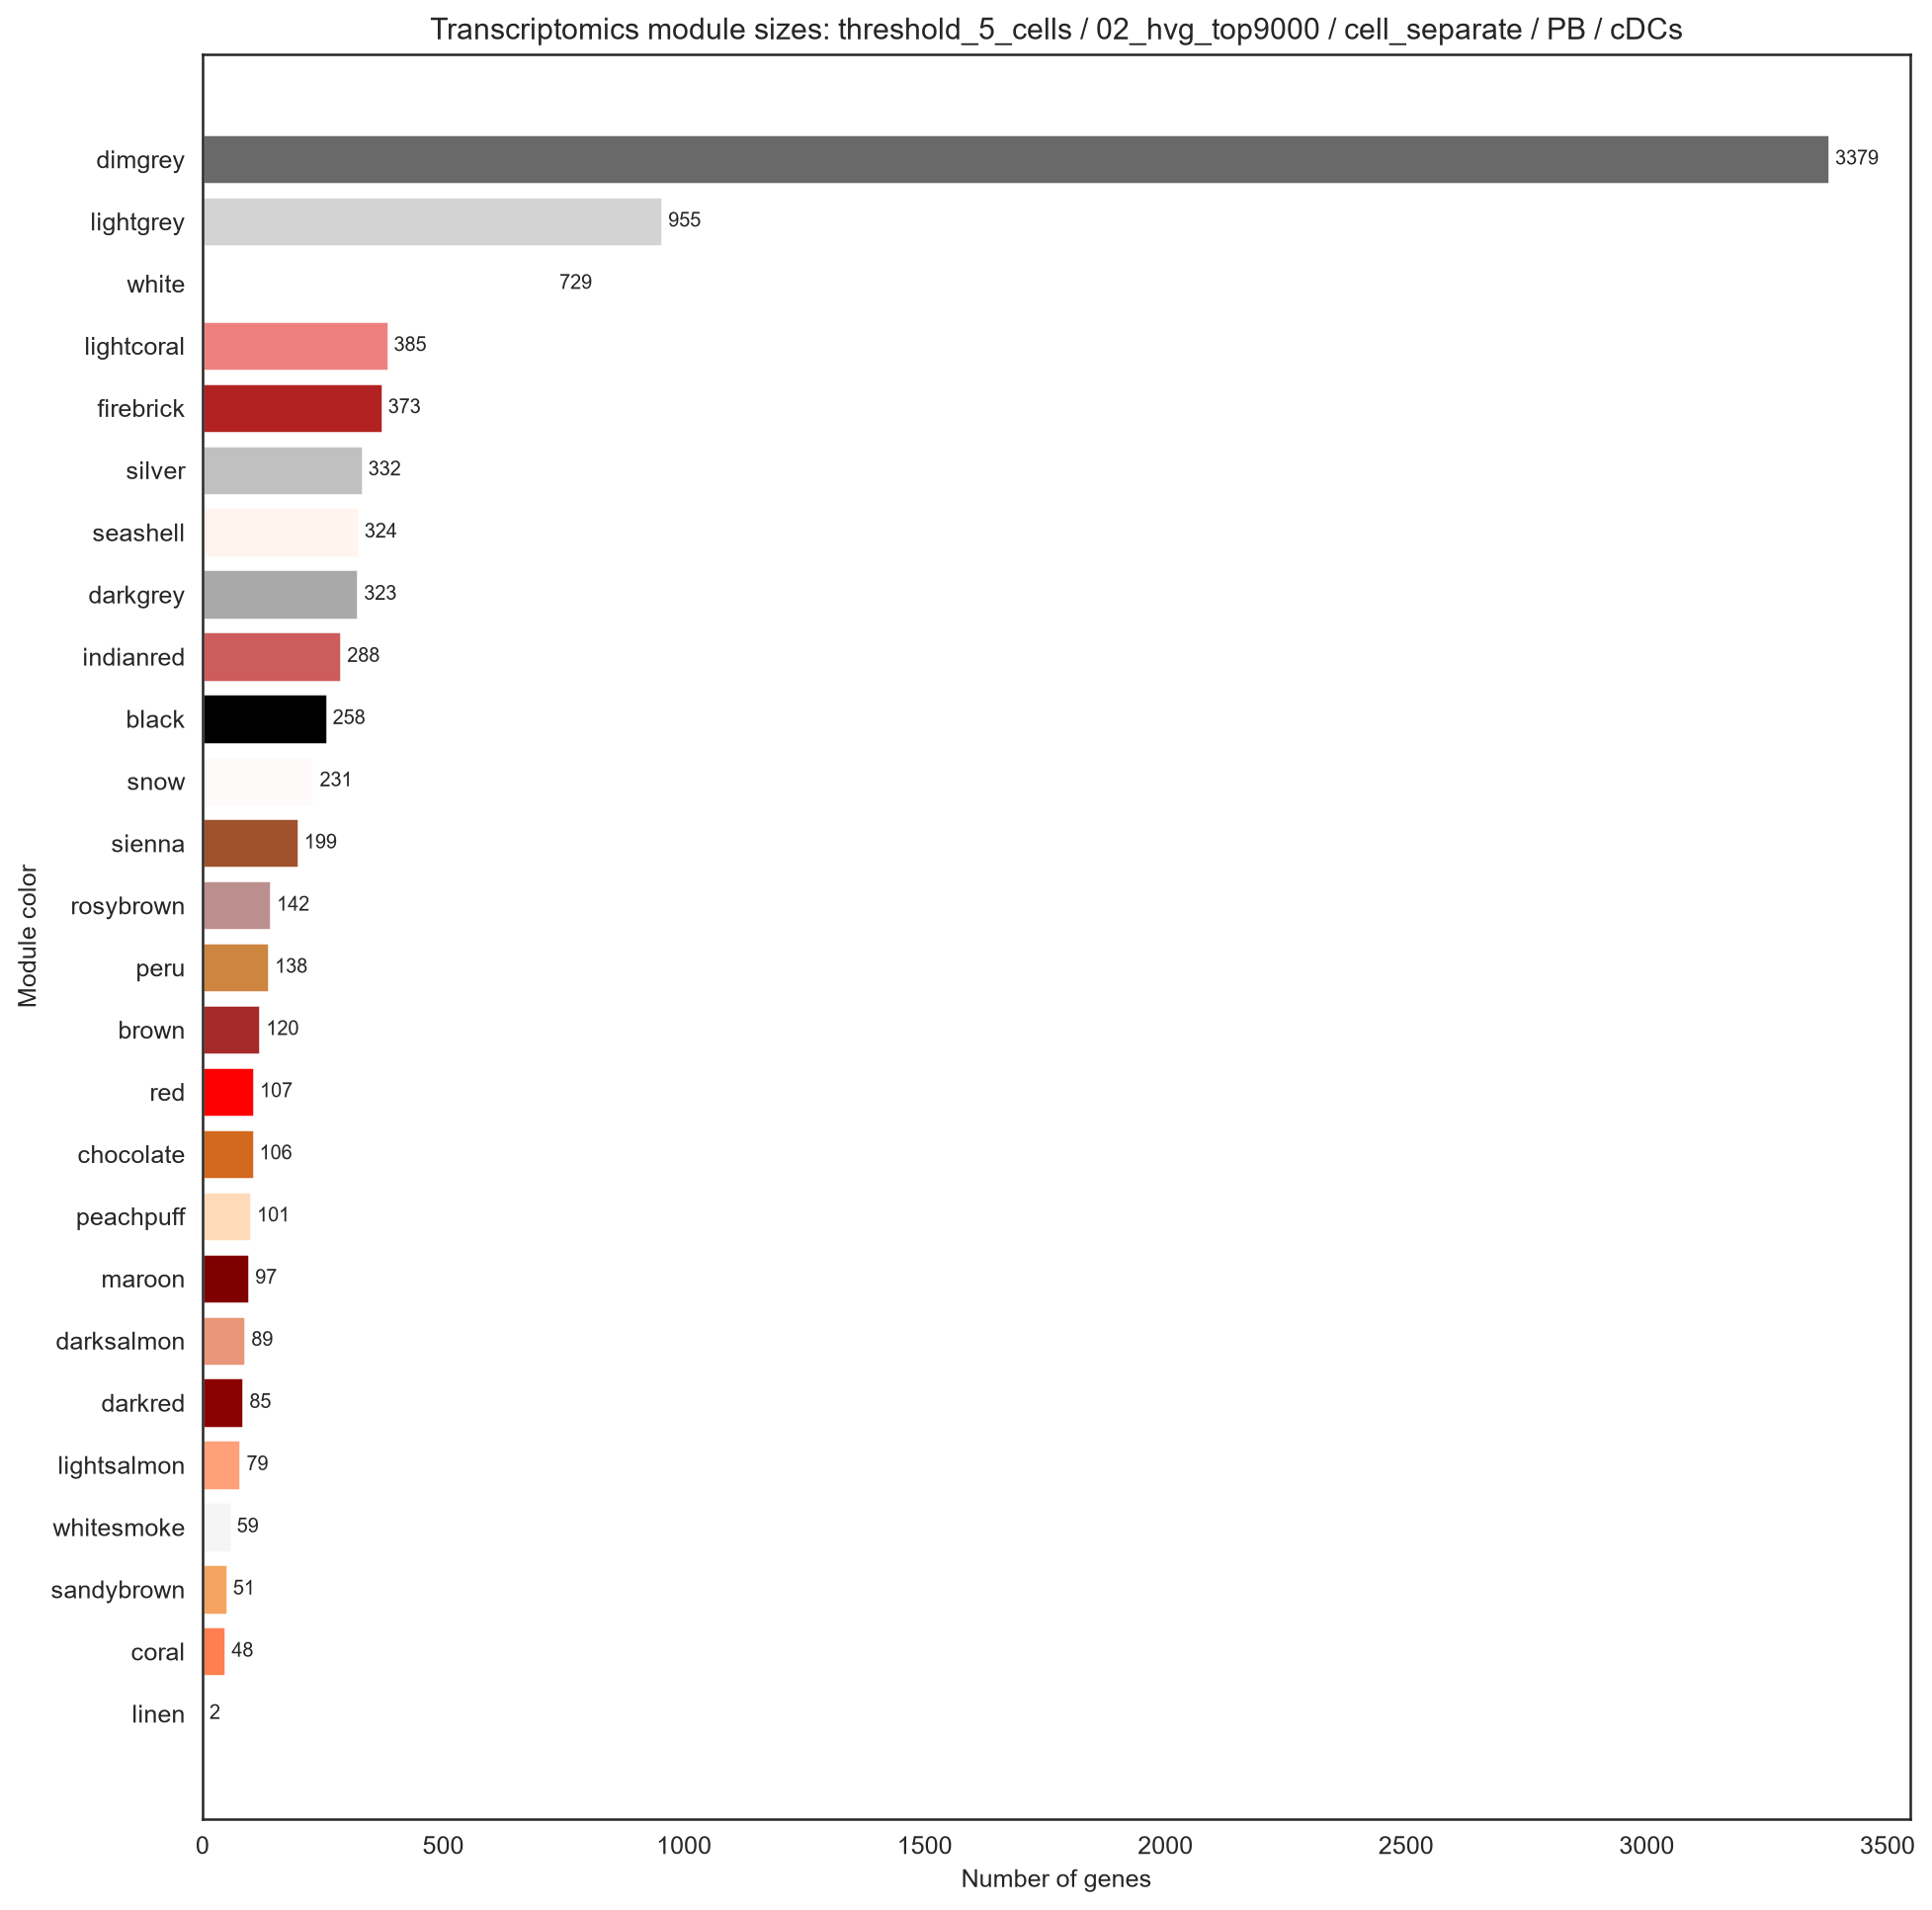 Transcriptomics module sizes: threshold_5_cells / 02_hvg_top9000 / cell_separate / PB / cDCs
dimgrey 3379
lightgrey 955
white 729
lightcoral 385
firebrick 373
silver 332
seashell 324
darkgrey 323
indianred 288
black 258
snow 231
sienna 199
rosybrown 142
peru 138
brown 120
red 107
chocolate 106
peachpuff 101
maroon 97
darksalmon 89
darkred 85
lightsalmon 79
whitesmoke 59
sandybrown 51
coral 48
linen 2
Module color
0 500 1000 1500 2000 2500 3000 3500
Number of genes